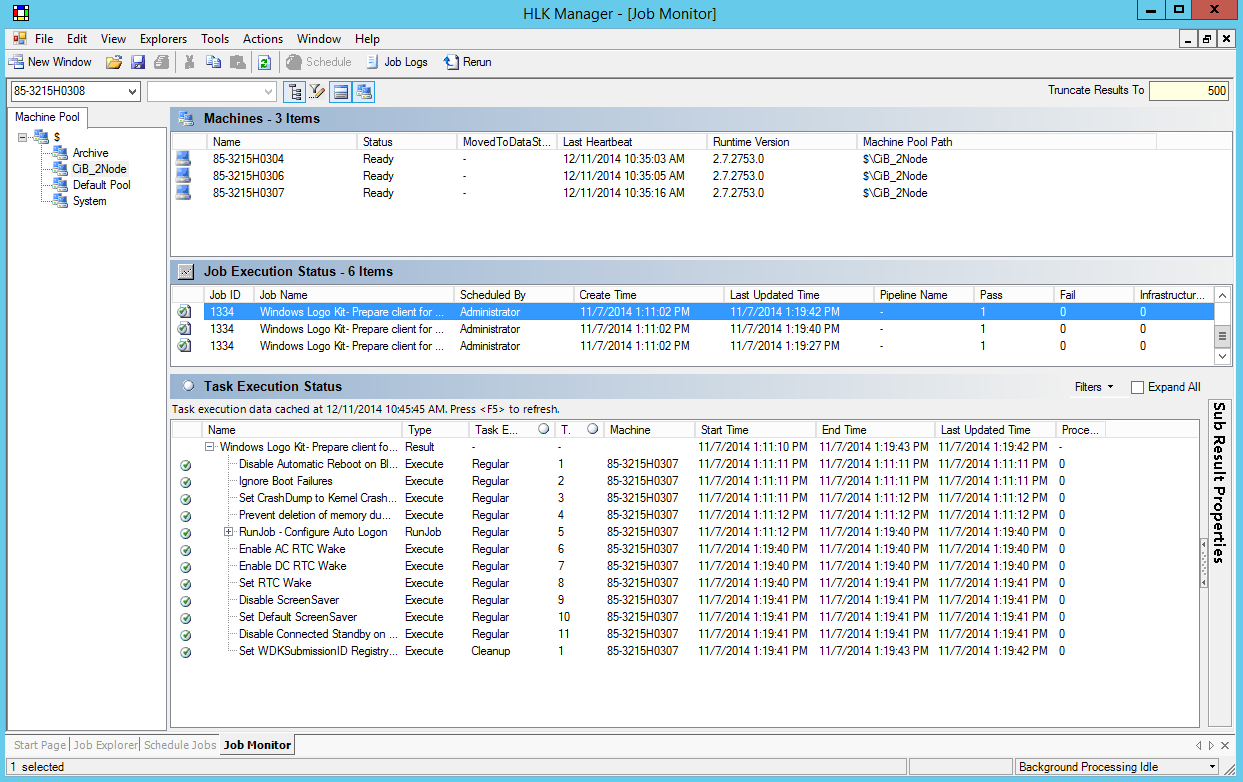 HLK Manager - [Job Monitor]
File Edit View Explorers Tools Actions Window Help
New Window Schedule Job Logs Rerun
85-3215H0308 Truncate Results To 500
Machine Pool
$
Archive
CiB_2Node
Default Pool
System
Machines - 3 Items
Name Status MovedToDataSt... Last Heartbeat Runtime Version Machine Pool Path
85-3215H0304 Ready - 12/11/2014 10:35:03 AM 2.7.2753.0 $\CiB_2Node
85-3215H0306 Ready - 12/11/2014 10:35:05 AM 2.7.2753.0 $\CiB_2Node
85-3215H0307 Ready - 12/11/2014 10:35:16 AM 2.7.2753.0 $\CiB_2Node
Job Execution Status - 6 Items
Job ID Job Name Scheduled By Create Time Last Updated Time Pipeline Name Pass Fail Infrastructur...
1334 Windows Logo Kit- Prepare client for ... Administrator 11/7/2014 1:11:02 PM 11/7/2014 1:19:42 PM - 1 0 0
1334 Windows Logo Kit- Prepare client for ... Administrator 11/7/2014 1:11:02 PM 11/7/2014 1:19:40 PM - 1 0 0
1334 Windows Logo Kit- Prepare client for ... Administrator 11/7/2014 1:11:02 PM 11/7/2014 1:19:27 PM - 1 0 0
Task Execution Status Filters Expand All
Task execution data cached at 12/11/2014 10:45:45 AM. Press <F5> to refresh.
Name Type Task E... T. Machine Start Time End Time Last Updated Time Proce...
Windows Logo Kit- Prepare client fo... Result - - 11/7/2014 1:11:10 PM 11/7/2014 1:19:43 PM 11/7/2014 1:19:42 PM -
Disable Automatic Reboot on Bl... Execute Regular 1 85-3215H0307 11/7/2014 1:11:11 PM 11/7/2014 1:11:11 PM 11/7/2014 1:11:11 PM 0
Ignore Boot Failures Execute Regular 2 85-3215H0307 11/7/2014 1:11:11 PM 11/7/2014 1:11:11 PM 11/7/2014 1:11:11 PM 0
Set CrashDump to Kernel Crash... Execute Regular 3 85-3215H0307 11/7/2014 1:11:11 PM 11/7/2014 1:11:12 PM 11/7/2014 1:11:12 PM 0
Prevent deletion of memory du... Execute Regular 4 85-3215H0307 11/7/2014 1:11:12 PM 11/7/2014 1:11:12 PM 11/7/2014 1:11:12 PM 0
RunJob - Configure Auto Logon RunJob Regular 5 85-3215H0307 11/7/2014 1:11:12 PM 11/7/2014 1:19:40 PM 11/7/2014 1:19:40 PM 0
Enable AC RTC Wake Execute Regular 6 85-3215H0307 11/7/2014 1:19:40 PM 11/7/2014 1:19:40 PM 11/7/2014 1:19:40 PM 0
Enable DC RTC Wake Execute Regular 7 85-3215H0307 11/7/2014 1:19:40 PM 11/7/2014 1:19:40 PM 11/7/2014 1:19:40 PM 0
Set RTC Wake Execute Regular 8 85-3215H0307 11/7/2014 1:19:40 PM 11/7/2014 1:19:41 PM 11/7/2014 1:19:41 PM 0
Disable ScreenSaver Execute Regular 9 85-3215H0307 11/7/2014 1:19:41 PM 11/7/2014 1:19:41 PM 11/7/2014 1:19:41 PM 0
Set Default ScreenSaver Execute Regular 10 85-3215H0307 11/7/2014 1:19:41 PM 11/7/2014 1:19:41 PM 11/7/2014 1:19:41 PM 0
Disable Connected Standby on ... Execute Regular 11 85-3215H0307 11/7/2014 1:19:41 PM 11/7/2014 1:19:41 PM 11/7/2014 1:19:41 PM 0
Set WDKSubmissionID Registry... Execute Cleanup 1 85-3215H0307 11/7/2014 1:19:41 PM 11/7/2014 1:19:43 PM 11/7/2014 1:19:42 PM 0
Sub Result Properties
Start Page Job Explorer Schedule Jobs Job Monitor
1 selected Background Processing Idle